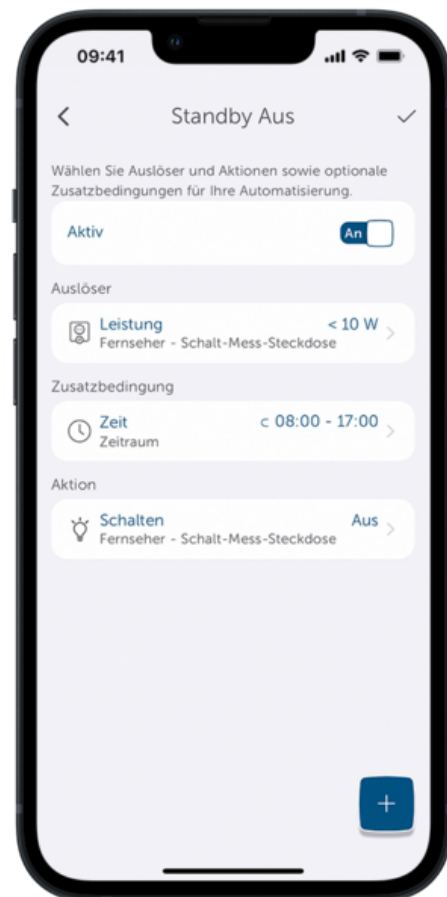 09:41
Standby Aus
Wählen Sie Auslöser und Aktionen sowie optionale
Zusatzbedingungen für Ihre Automatisierung.
Aktiv An
Auslöser
Leistung < 10 W
Fernseher - Schalt-Mess-Steckdose
Zusatzbedingung
Zeit ⊂ 08:00 - 17:00
Zeitraum
Aktion
Schalten Aus
Fernseher - Schalt-Mess-Steckdose
+